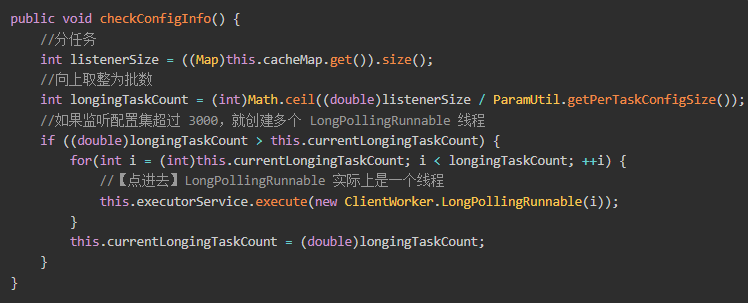 public void checkConfigInfo() {
    //分任务
    int listenerSize = ((Map)this.cacheMap.get()).size();
    //向上取整为批数
    int longingTaskCount = (int)Math.ceil((double)listenerSize / ParamUtil.getPerTaskConfigSize());
    //如果监听配置集超过 3000，就创建多个 LongPollingRunnable 线程
    if ((double)longingTaskCount > this.currentLongingTaskCount) {
        for(int i = (int)this.currentLongingTaskCount; i < longingTaskCount; ++i) {
            //【点进去】LongPollingRunnable 实际上是一个线程
            this.executorService.execute(new ClientWorker.LongPollingRunnable(i));
        }
        this.currentLongingTaskCount = (double)longingTaskCount;
    }
}